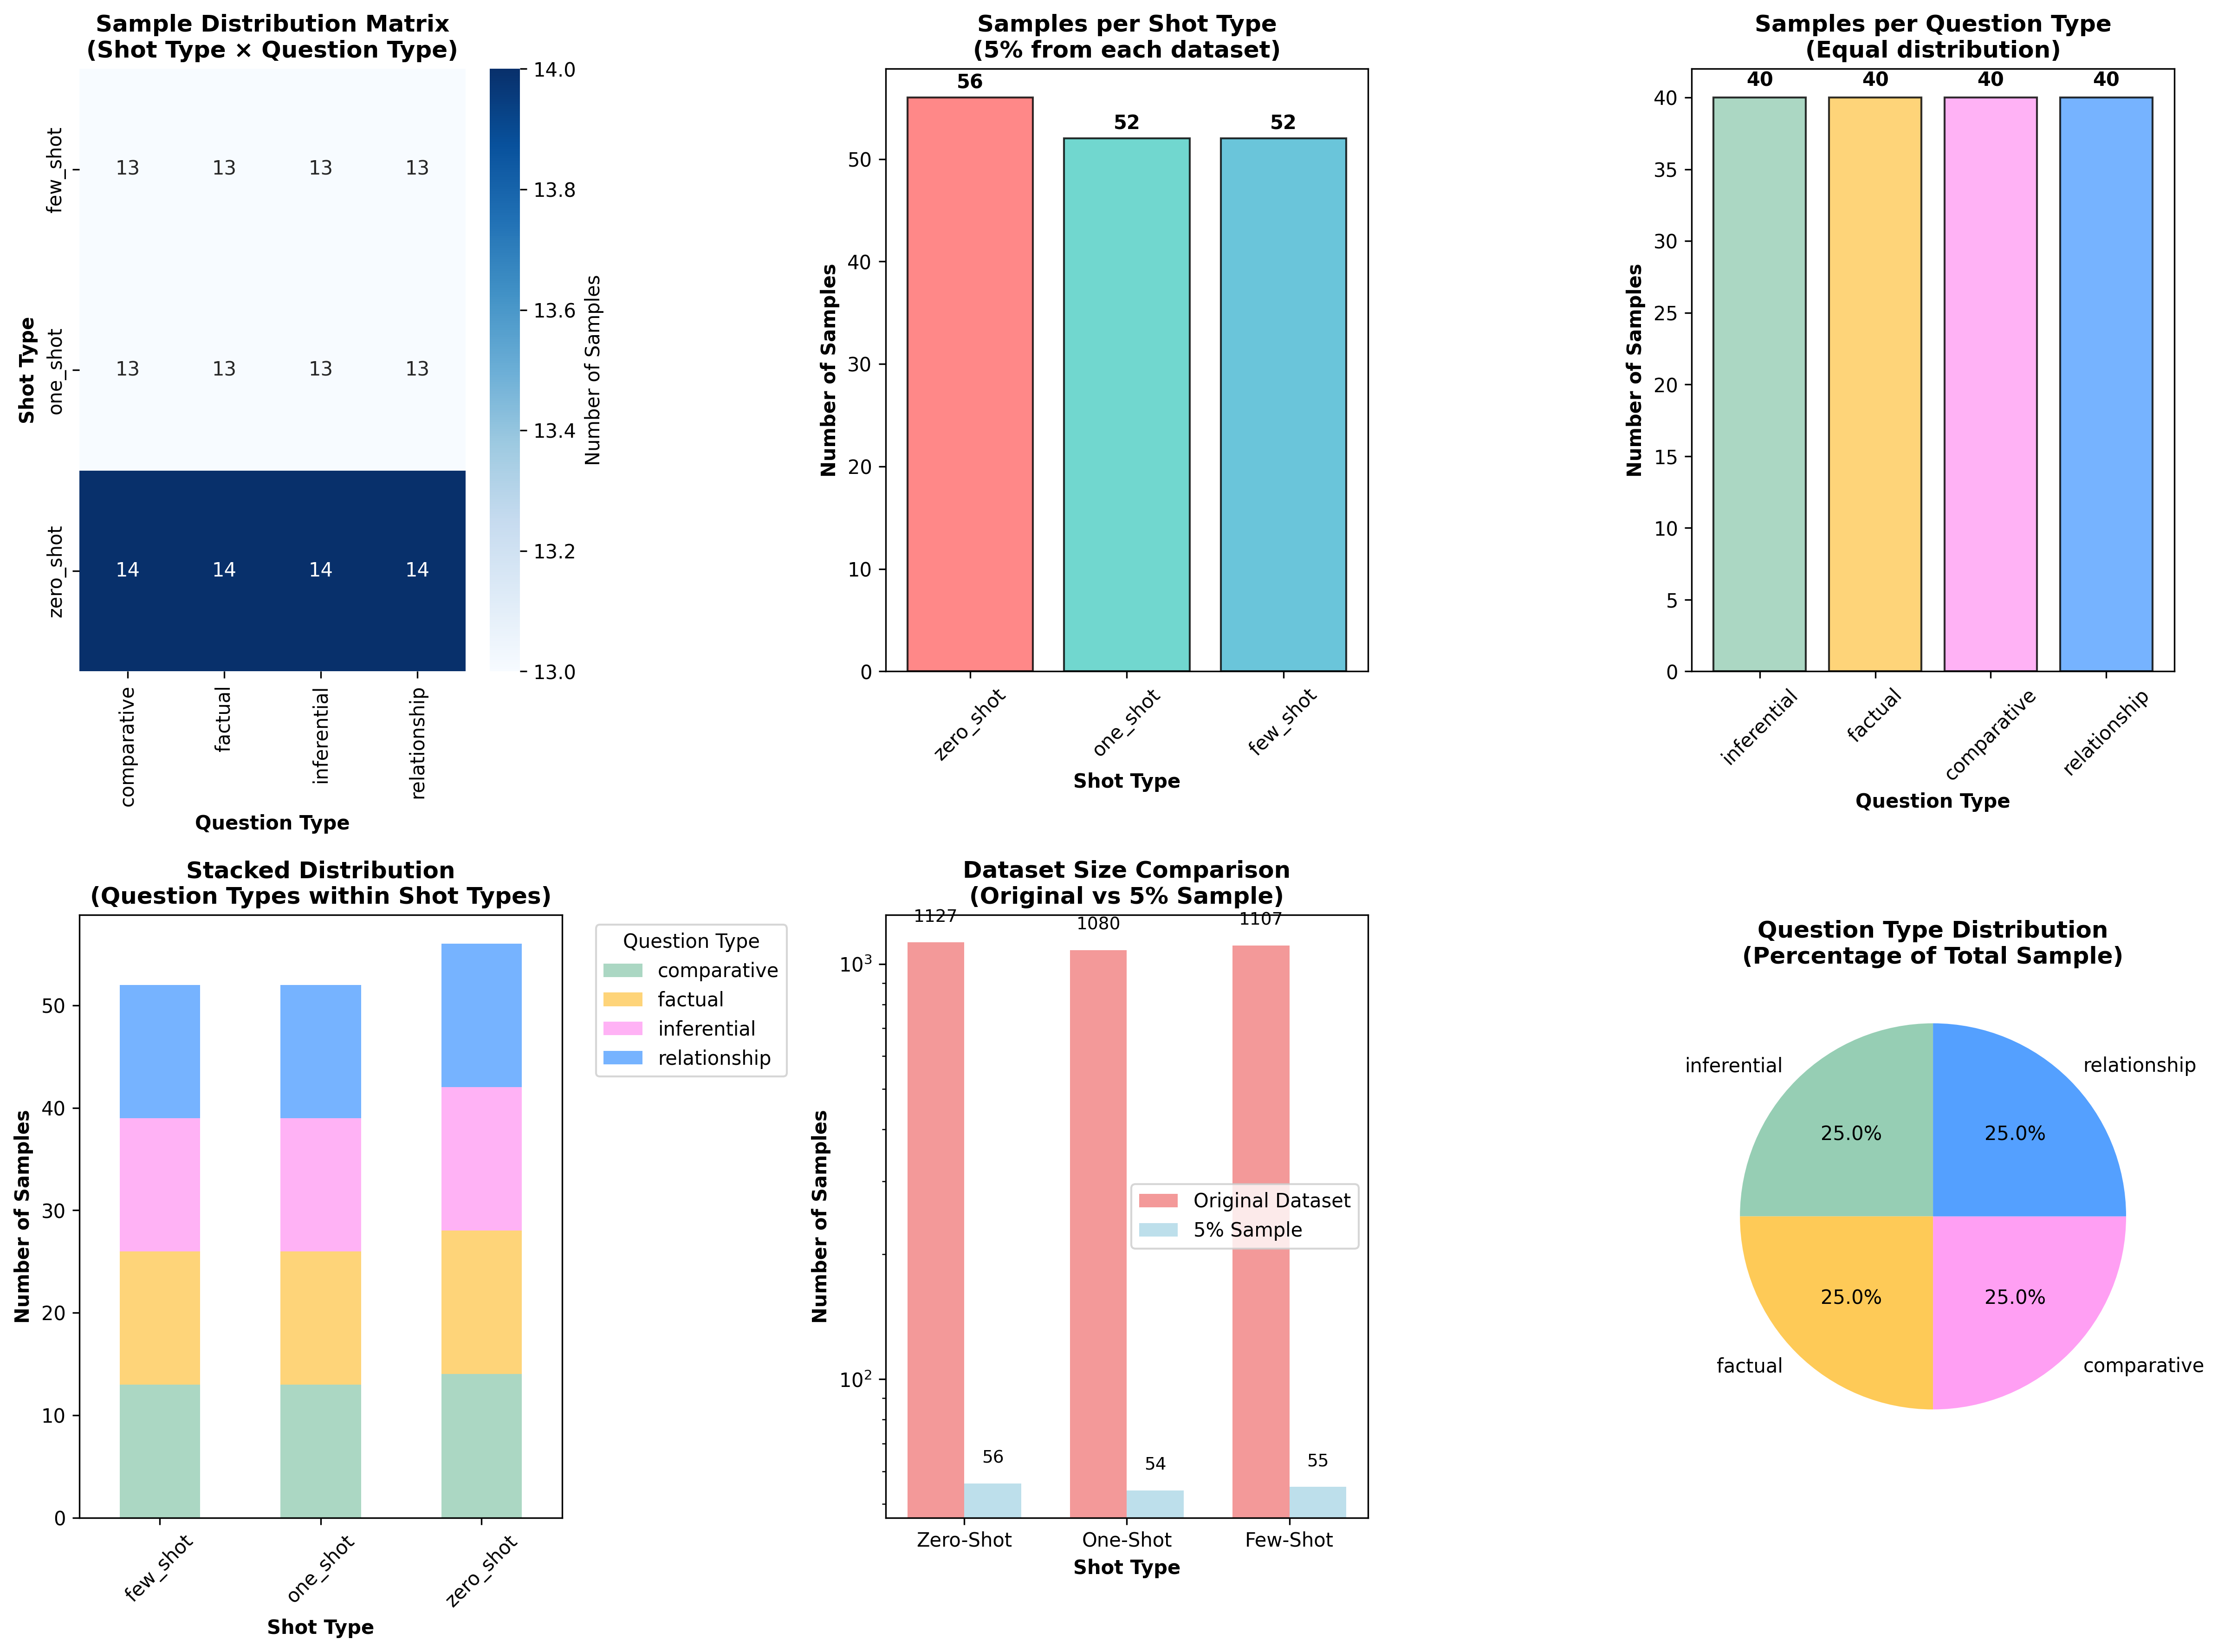 Sample Distribution Matrix
(Shot Type × Question Type)
Shot Type
few_shot
one_shot
zero_shot
13 13 13 13
13 13 13 13
14 14 14 14
comparative
factual
inferential
relationship
Question Type
14.0
13.8
13.6
13.4
13.2
13.0
Number of Samples
Samples per Shot Type
(5% from each dataset)
Number of Samples
50
40
30
20
10
0
56
52
52
zero_shot
one_shot
few_shot
Shot Type
Samples per Question Type
(Equal distribution)
Number of Samples
40
35
30
25
20
15
10
5
0
40
40
40
40
inferential
factual
comparative
relationship
Question Type
Stacked Distribution
(Question Types within Shot Types)
Number of Samples
50
40
30
20
10
0
few_shot
one_shot
zero_shot
Shot Type
Question Type
comparative
factual
inferential
relationship
Dataset Size Comparison
(Original vs 5% Sample)
Number of Samples
10³
10²
1127
1080
1107
56
54
55
Original Dataset
5% Sample
Zero-Shot
One-Shot
Few-Shot
Shot Type
Question Type Distribution
(Percentage of Total Sample)
inferential
relationship
25.0%
25.0%
25.0%
25.0%
factual
comparative